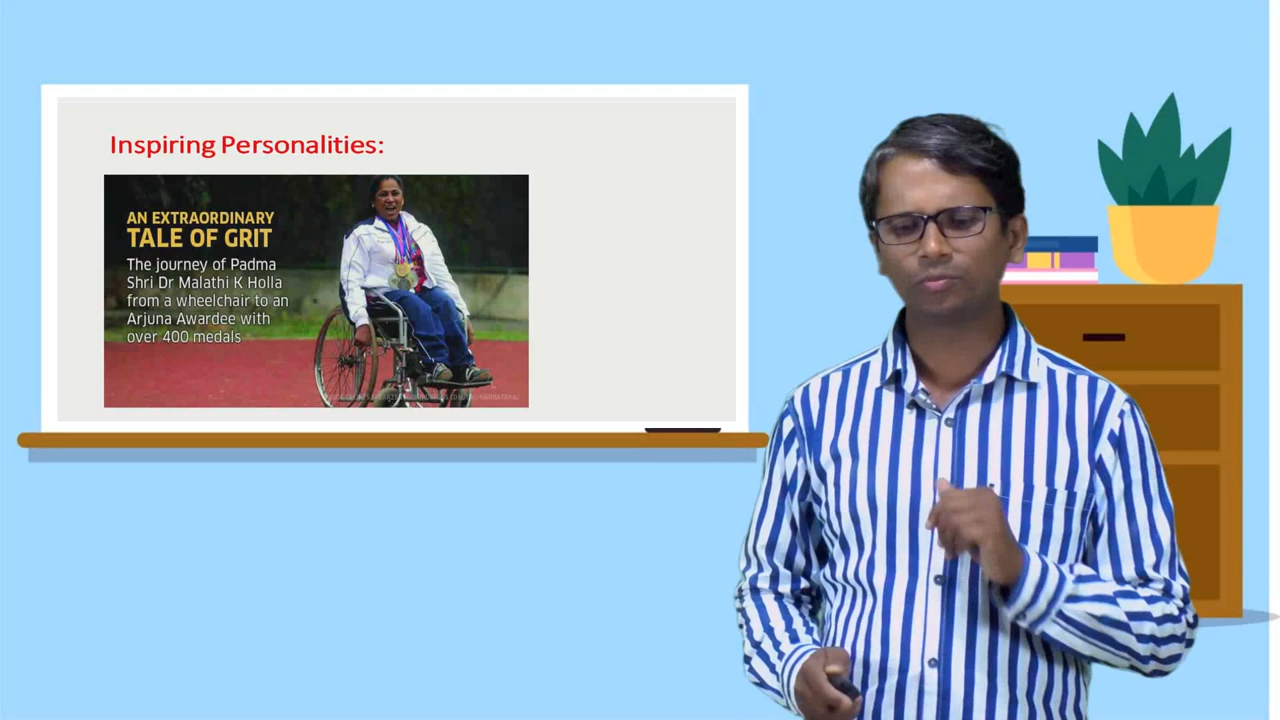 Inspiring Personalities:
AN EXTRAORDINARY
TALE OF GRIT
The journey of Padma
Shri Dr Malathi K Holla
from a wheelchair to an
Arjuna Awardee with
over 400 medals